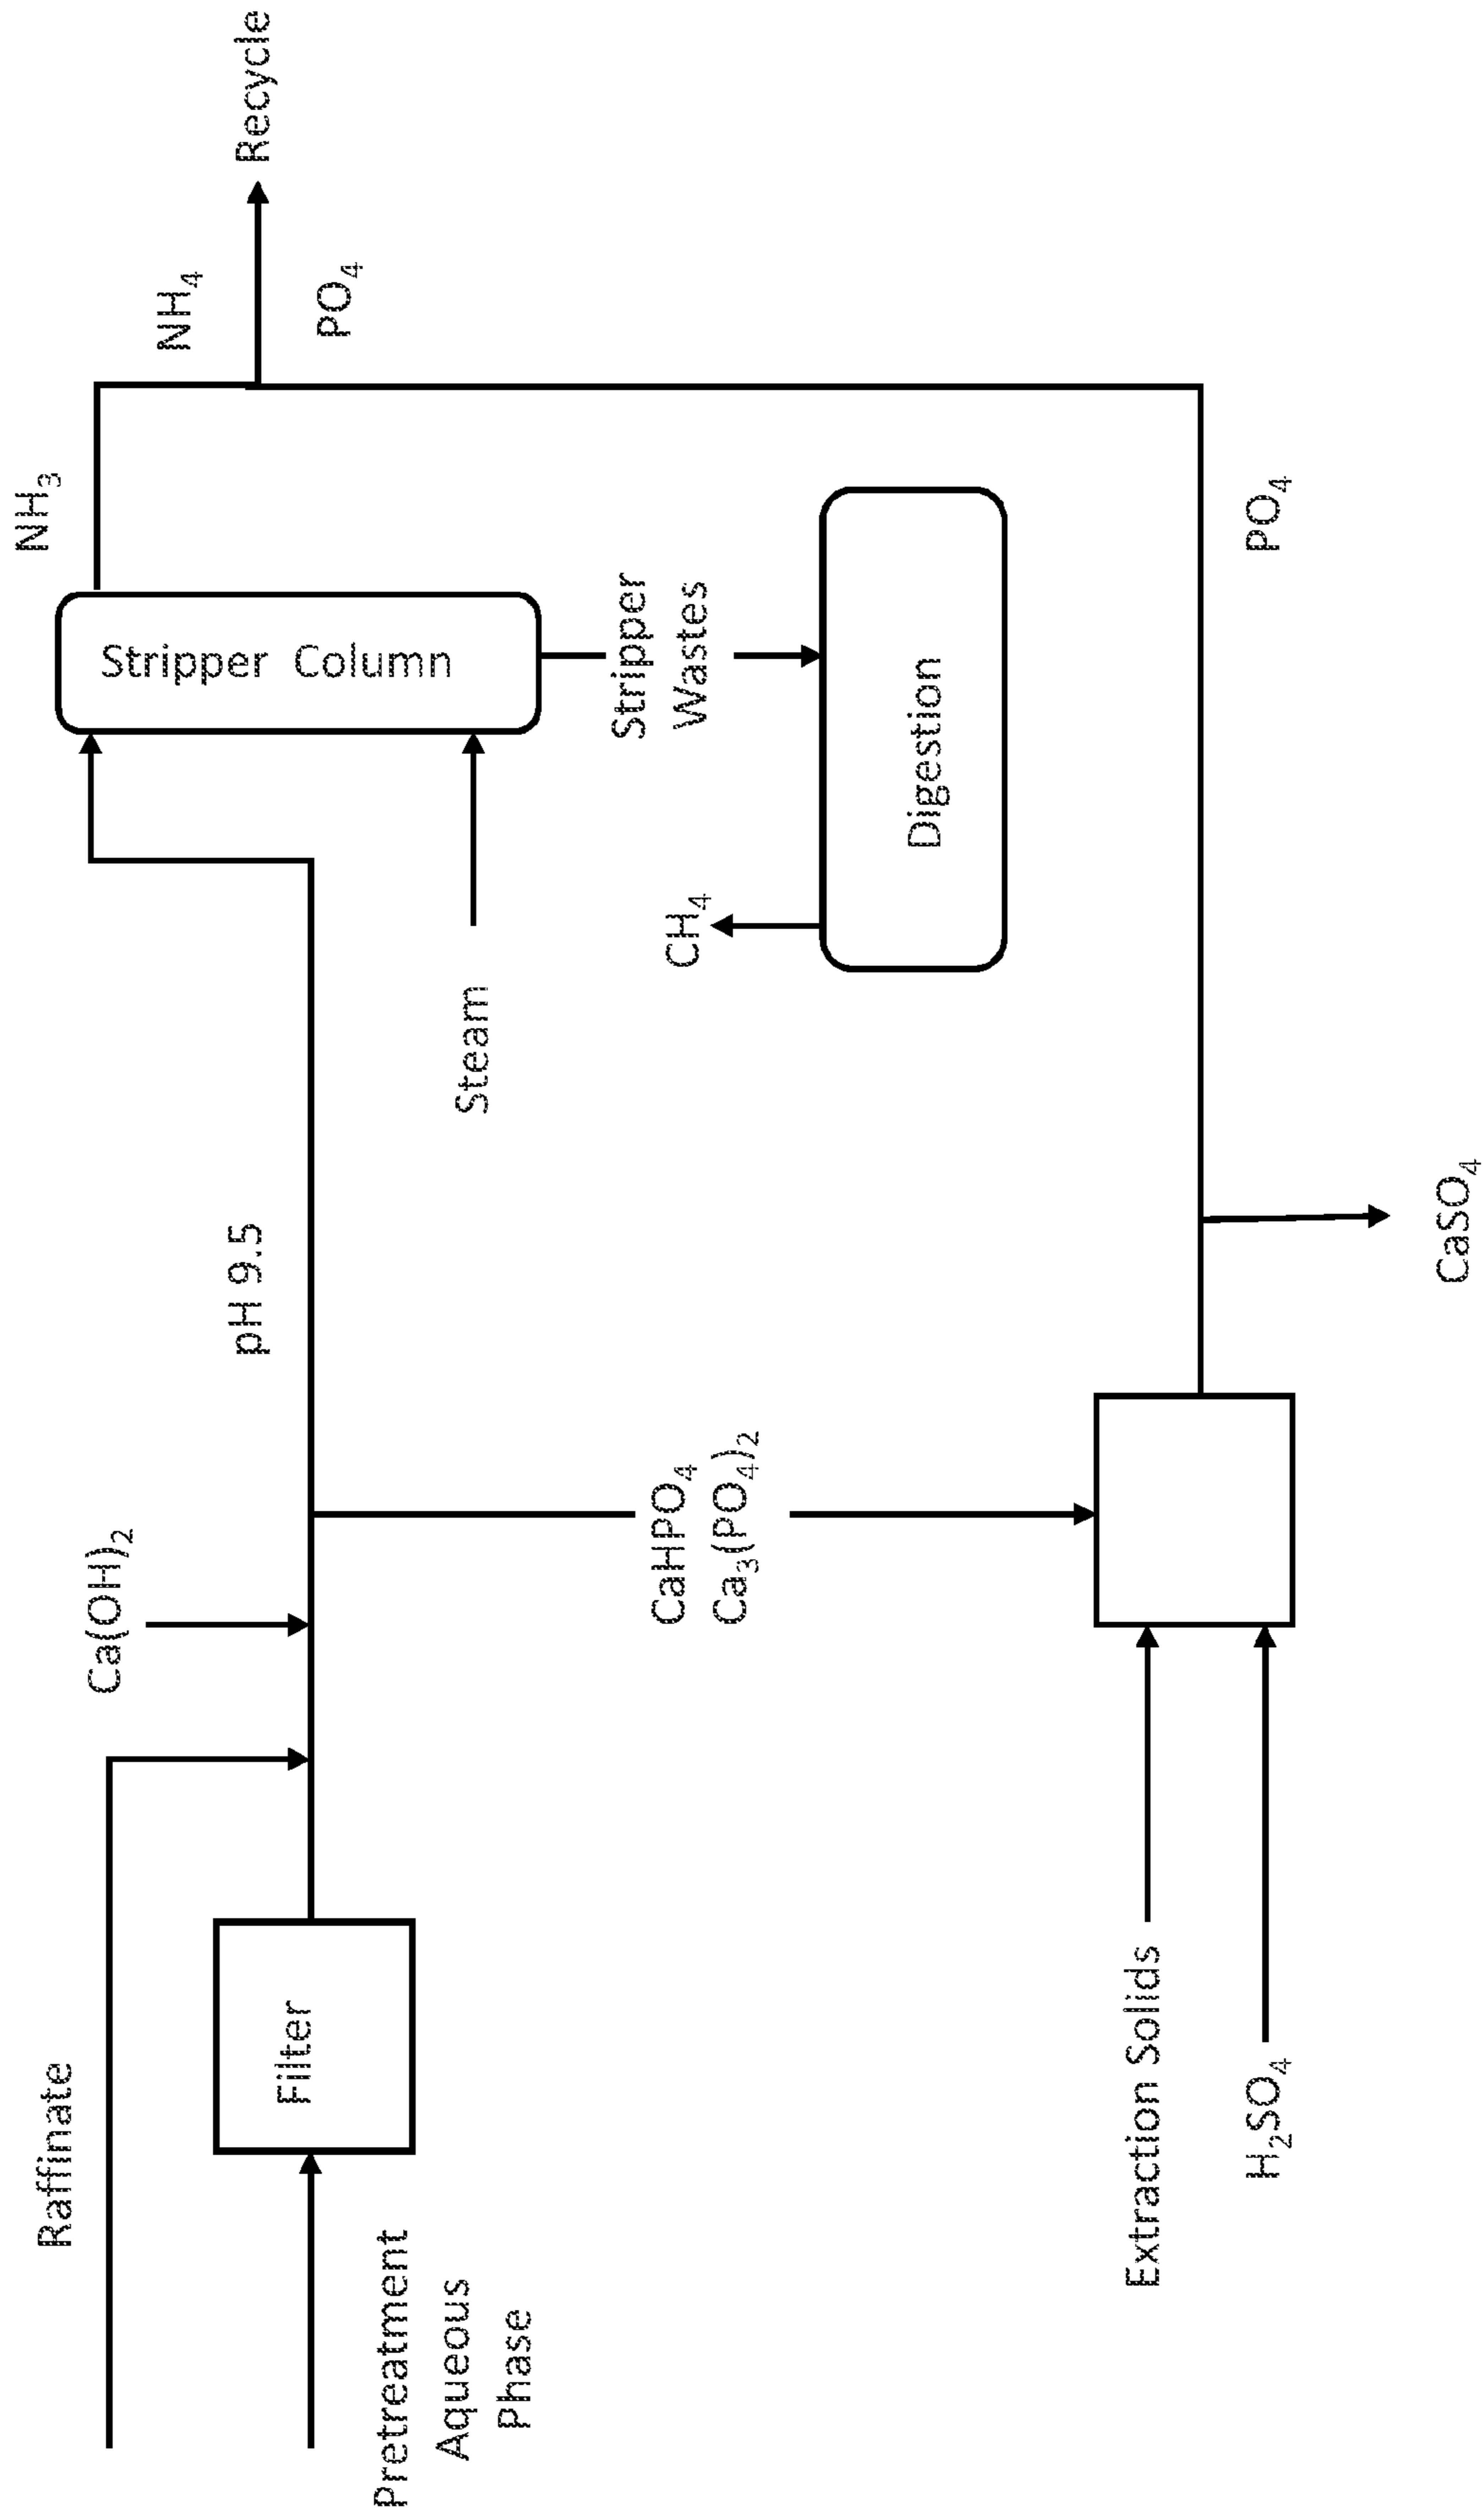 Raffinate
Pretreatment
Aqueous
Phase
Filter
Ca(OH)₂
pH 9.5
CaHPO₄
Ca₃(PO₄)₂
Extraction Solids
H₂SO₄
CaSO₄
Steam
Stripper Column
Stripper
Wastes
CH₄
Digestion
NH₃
PO₄
NH₄
PO₄
Recycle